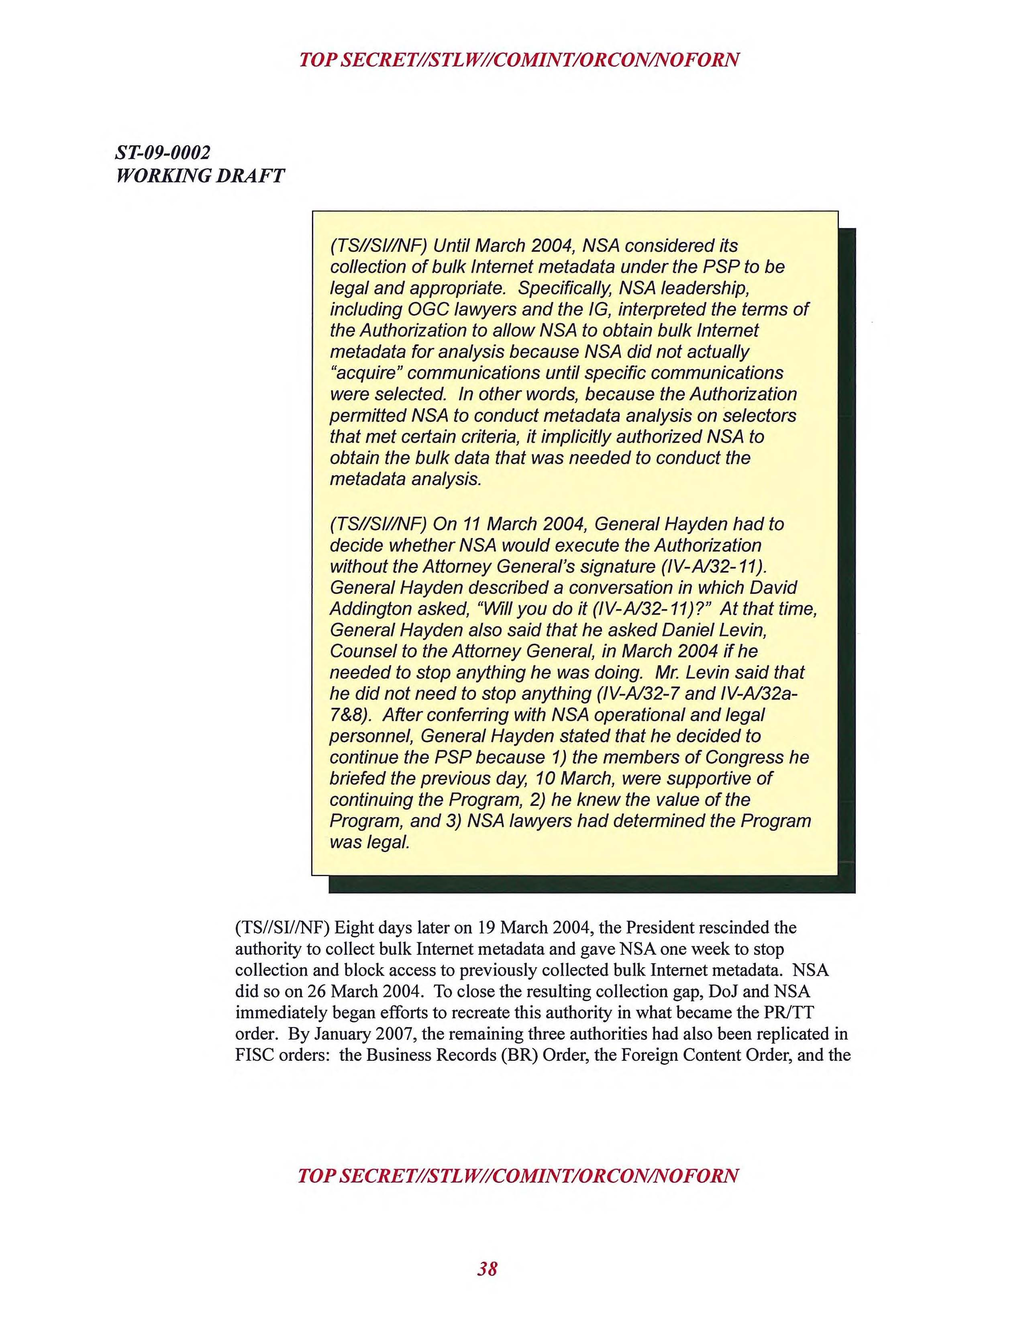 TOP SECRET//STLW//COMINT/ORCON/NOFORN
ST-09-0002
WORKING DRAFT
(TS//SI//NF) Until March 2004, NSA considered its
collection of bulk Internet metadata under the PSP to be
legal and appropriate. Specifically, NSA leadership,
including OGC lawyers and the IG, interpreted the terms of
the Authorization to allow NSA to obtain bulk Internet
metadata for analysis because NSA did not actually
"acquire" communications until specific communications
were selected. In other words, because the Authorization
permitted NSA to conduct metadata analysis on selectors
that met certain criteria, it implicitly authorized NSA to
obtain the bulk data that was needed to conduct the
metadata analysis.
(TS//SI//NF) On 11 March 2004, General Hayden had to
decide whether NSA would execute the Authorization
without the Attorney General's signature (IV-A/32-11).
General Hayden described a conversation in which David
Addington asked, "Will you do it (IV-A/32-11)?" At that time,
General Hayden also said that he asked Daniel Levin,
Counsel to the Attorney General, in March 2004 if he
needed to stop anything he was doing. Mr. Levin said that
he did not need to stop anything (IV-A/32-7 and IV-A/32a-
7&8). After conferring with NSA operational and legal
personnel, General Hayden stated that he decided to
continue the PSP because 1) the members of Congress he
briefed the previous day, 10 March, were supportive of
continuing the Program, 2) he knew the value of the
Program, and 3) NSA lawyers had determined the Program
was legal.
(TS//SI//NF) Eight days later on 19 March 2004, the President rescinded the
authority to collect bulk Internet metadata and gave NSA one week to stop
collection and block access to previously collected bulk Internet metadata. NSA
did so on 26 March 2004. To close the resulting collection gap, DoJ and NSA
immediately began efforts to recreate this authority in what became the PR/TT
order. By January 2007, the remaining three authorities had also been replicated in
FISC orders: the Business Records (BR) Order, the Foreign Content Order, and the
TOP SECRET//STLW//COMINT/ORCON/NOFORN
38